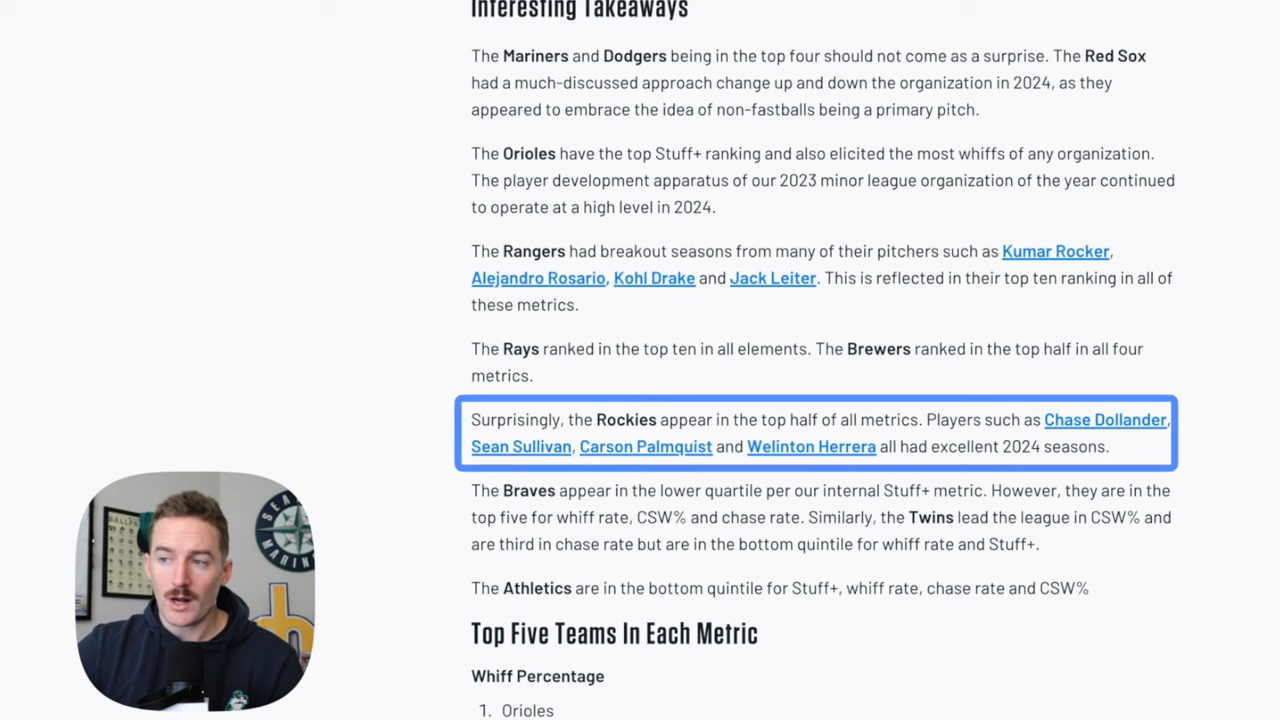 Interesting Takeaways
The Mariners and Dodgers being in the top four should not come as a surprise. The Red Sox
had a much-discussed approach change up and down the organization in 2024, as they
appeared to embrace the idea of non-fastballs being a primary pitch.
The Orioles have the top Stuff+ ranking and also elicited the most whiffs of any organization.
The player development apparatus of our 2023 minor league organization of the year continued
to operate at a high level in 2024.
The Rangers had breakout seasons from many of their pitchers such as Kumar Rocker,
Alejandro Rosario, Kohl Drake and Jack Leiter. This is reflected in their top ten ranking in all of
these metrics.
The Rays ranked in the top ten in all elements. The Brewers ranked in the top half in all four
metrics.
Surprisingly, the Rockies appear in the top half of all metrics. Players such as Chase Dollander,
Sean Sullivan, Carson Palmquist and Welinton Herrera all had excellent 2024 seasons.
The Braves appear in the lower quartile per our internal Stuff+ metric. However, they are in the
top five for whiff rate, CSW% and chase rate. Similarly, the Twins lead the league in CSW% and
are third in chase rate but are in the bottom quintile for whiff rate and Stuff+.
The Athletics are in the bottom quintile for Stuff+, whiff rate, chase rate and CSW%
Top Five Teams In Each Metric
Whiff Percentage
1. Orioles